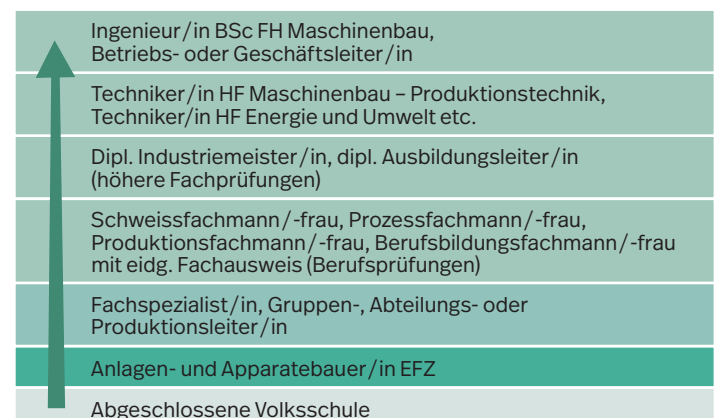 Ingenieur/in BSc FH Maschinenbau,
Betriebs- oder Geschäftsleiter/in
Techniker/in HF Maschinenbau – Produktionstechnik,
Techniker/in HF Energie und Umwelt etc.
Dipl. Industriemeister/in, dipl. Ausbildungsleiter/in
(höhere Fachprüfungen)
Schweissfachmann/-frau, Prozessfachmann/-frau,
Produktionsfachmann/-frau, Berufsbildungsfachmann/-frau
mit eidg. Fachausweis (Berufsprüfungen)
Fachspezialist/in, Gruppen-, Abteilungs- oder
Produktionsleiter/in
Anlagen- und Apparatebauer/in EFZ
Abgeschlossene Volksschule